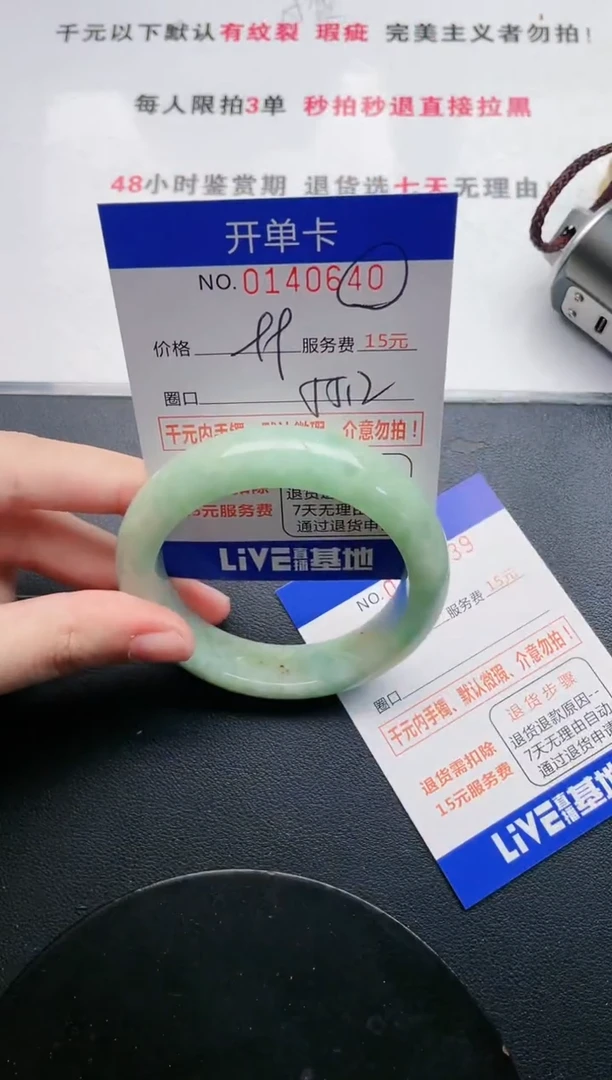 千元以下默认有纹裂 瑕疵 完美主义者勿拍!
每人限拍3单 秒拍秒退直接拉黑
48小时鉴赏期 退货选七天无理由
开单卡
NO.0140640
价格 服务费 15元
圈口
千元内手镯 默认微瑕 介意勿拍!
扣除
元服务费
退货
7天无理由
通过退货申
LiVE直播基地
39
NO.0
服务费 15元
圈口
千元内手镯、默认微瑕、介意勿拍!
退货需扣除
15元服务费
退货步骤
退货退款原因--
7天无理由自动
通过退货申请
LiVE直播基地